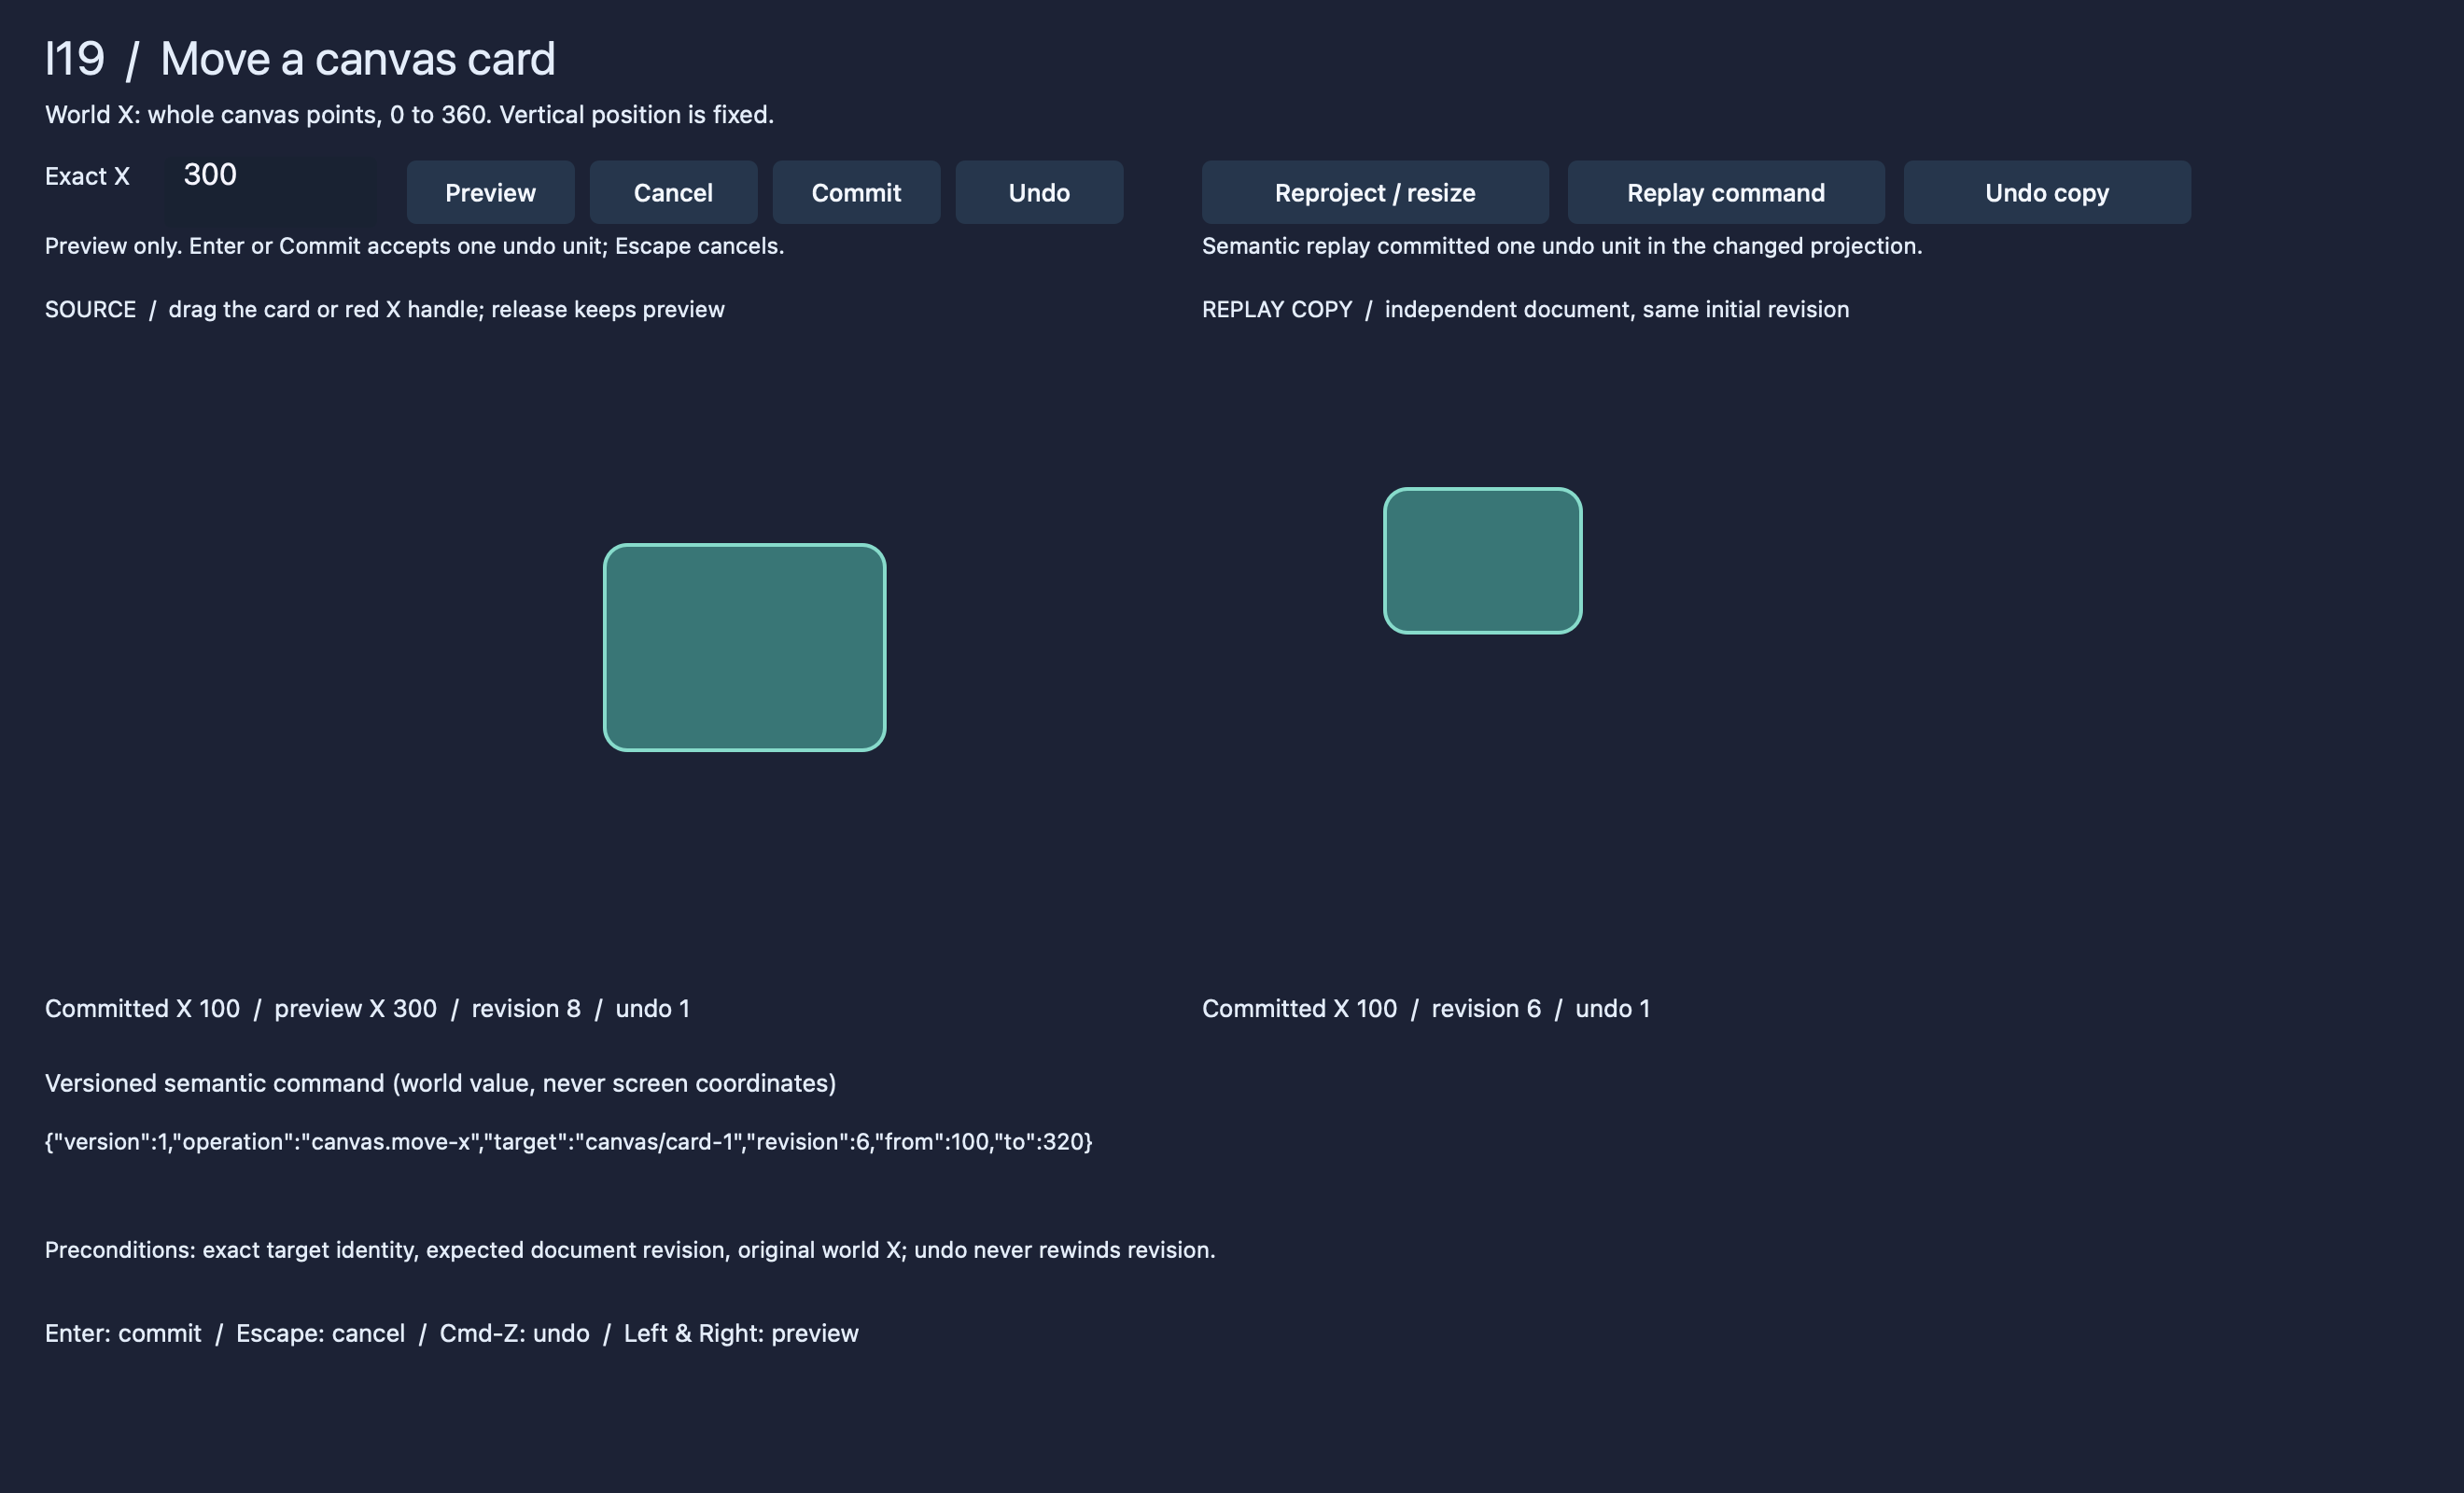 I19 / Move a canvas card
World X: whole canvas points, 0 to 360. Vertical position is fixed.
Exact X 300 Preview Cancel Commit Undo Reproject / resize Replay command Undo copy
Preview only. Enter or Commit accepts one undo unit; Escape cancels.
Semantic replay committed one undo unit in the changed projection.
SOURCE / drag the card or red X handle; release keeps preview
REPLAY COPY / independent document, same initial revision
Committed X 100 / preview X 300 / revision 8 / undo 1
Committed X 100 / revision 6 / undo 1
Versioned semantic command (world value, never screen coordinates)
{"version":1,"operation":"canvas.move-x","target":"canvas/card-1","revision":6,"from":100,"to":320}
Preconditions: exact target identity, expected document revision, original world X; undo never rewinds revision.
Enter: commit / Escape: cancel / Cmd-Z: undo / Left & Right: preview